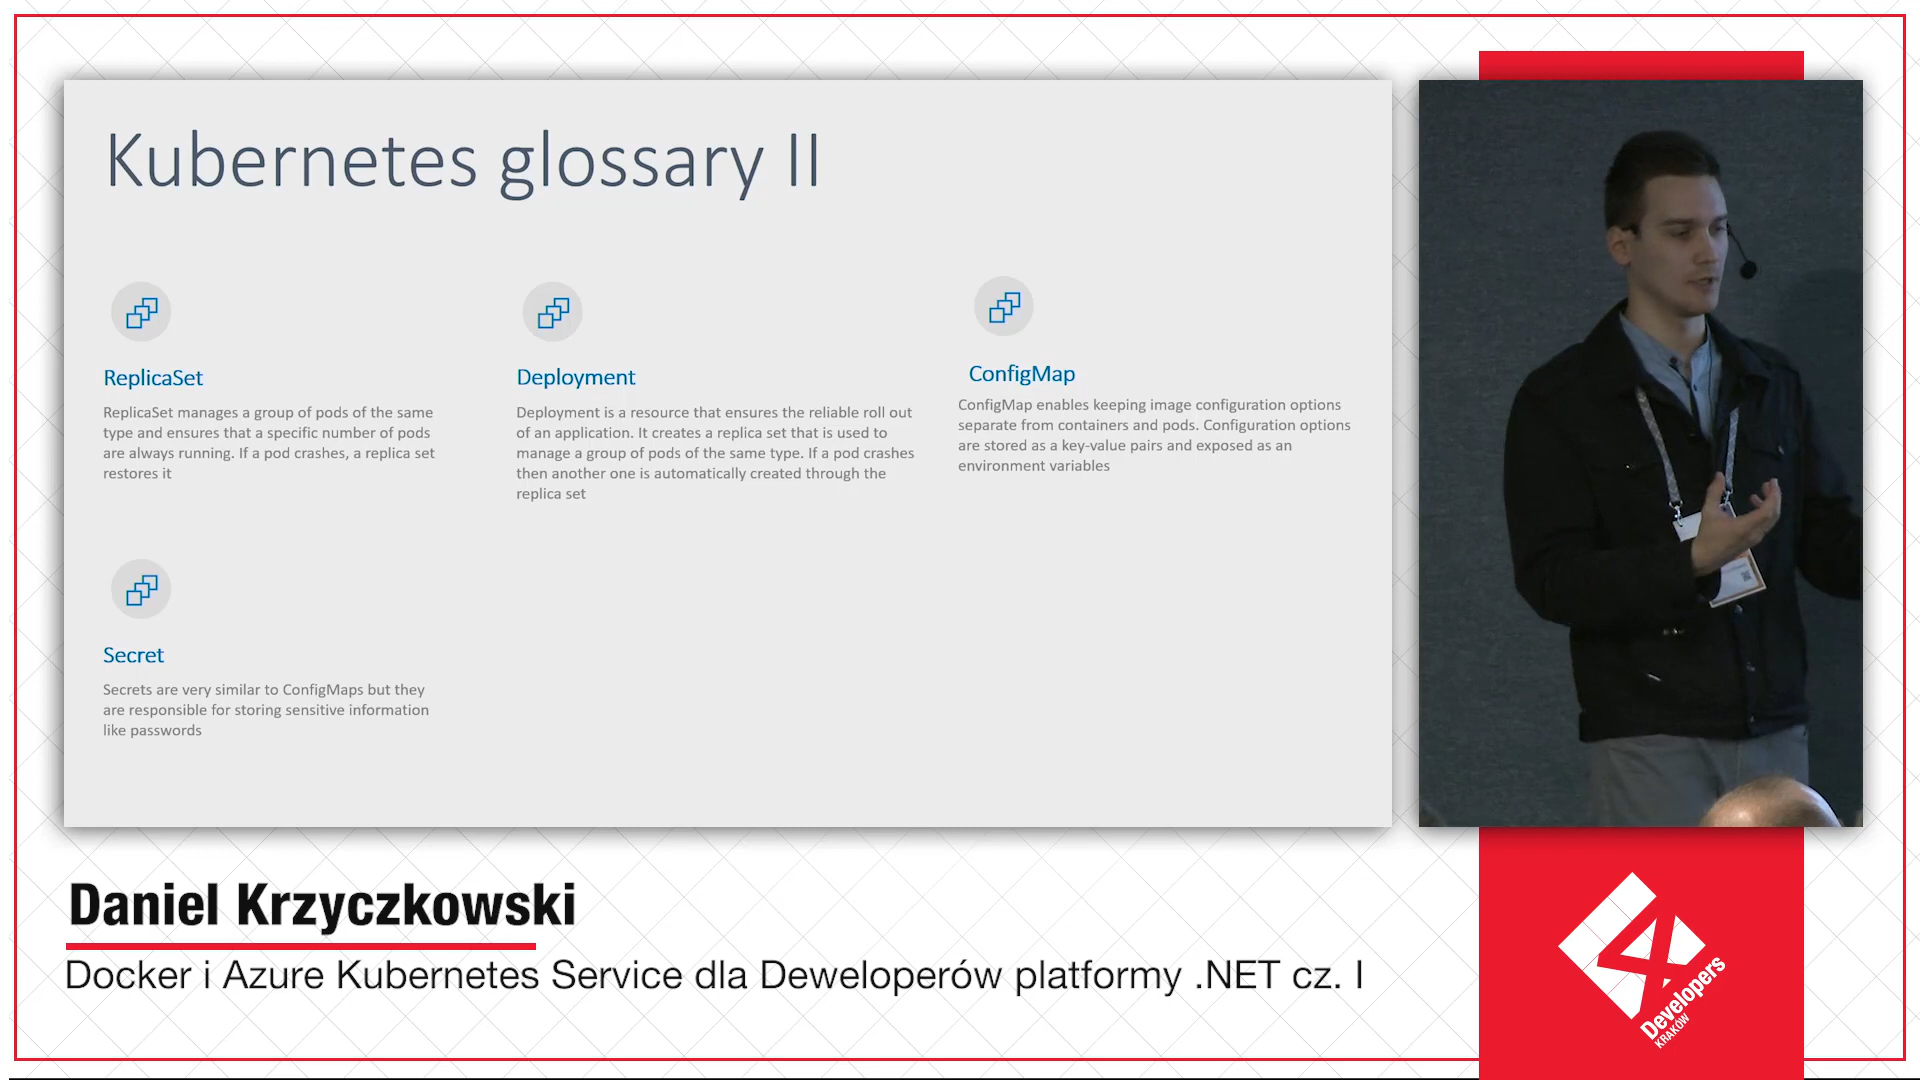 Kubernetes glossary II
ReplicaSet
ReplicaSet manages a group of pods of the same
type and ensures that a specific number of pods
are always running. If a pod crashes, a replica set
restores it
Deployment
Deployment is a resource that ensures the reliable roll out
of an application. It creates a replica set that is used to
manage a group of pods of the same type. If a pod crashes
then another one is automatically created through the
replica set
ConfigMap
ConfigMap enables keeping image configuration options
separate from containers and pods. Configuration options
are stored as a key-value pairs and exposed as an
environment variables
Secret
Secrets are very similar to ConfigMaps but they
are responsible for storing sensitive information
like passwords
Daniel Krzyczkowski
Docker i Azure Kubernetes Service dla Deweloperów platformy .NET cz. I
4
Developers
KRAKÓW